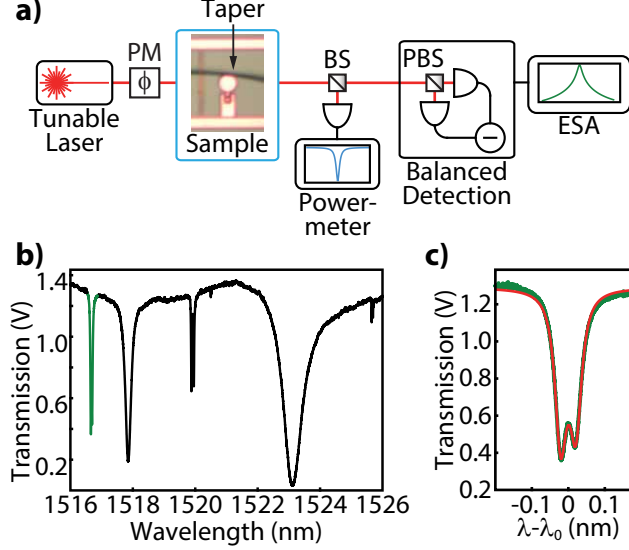 a)
Taper
PM
ϕ
Tunable
Laser
Sample
BS
Power-
meter
PBS
−
Balanced
Detection
ESA
b)
Transmission (V)
1.4
1.0
0.6
0.2
1516 1518 1520 1522 1524 1526
Wavelength (nm)
c)
Transmission (V)
1.2
1.0
0.8
0.6
0.4
0.2
-0.1 0 0.1
λ-λ0 (nm)